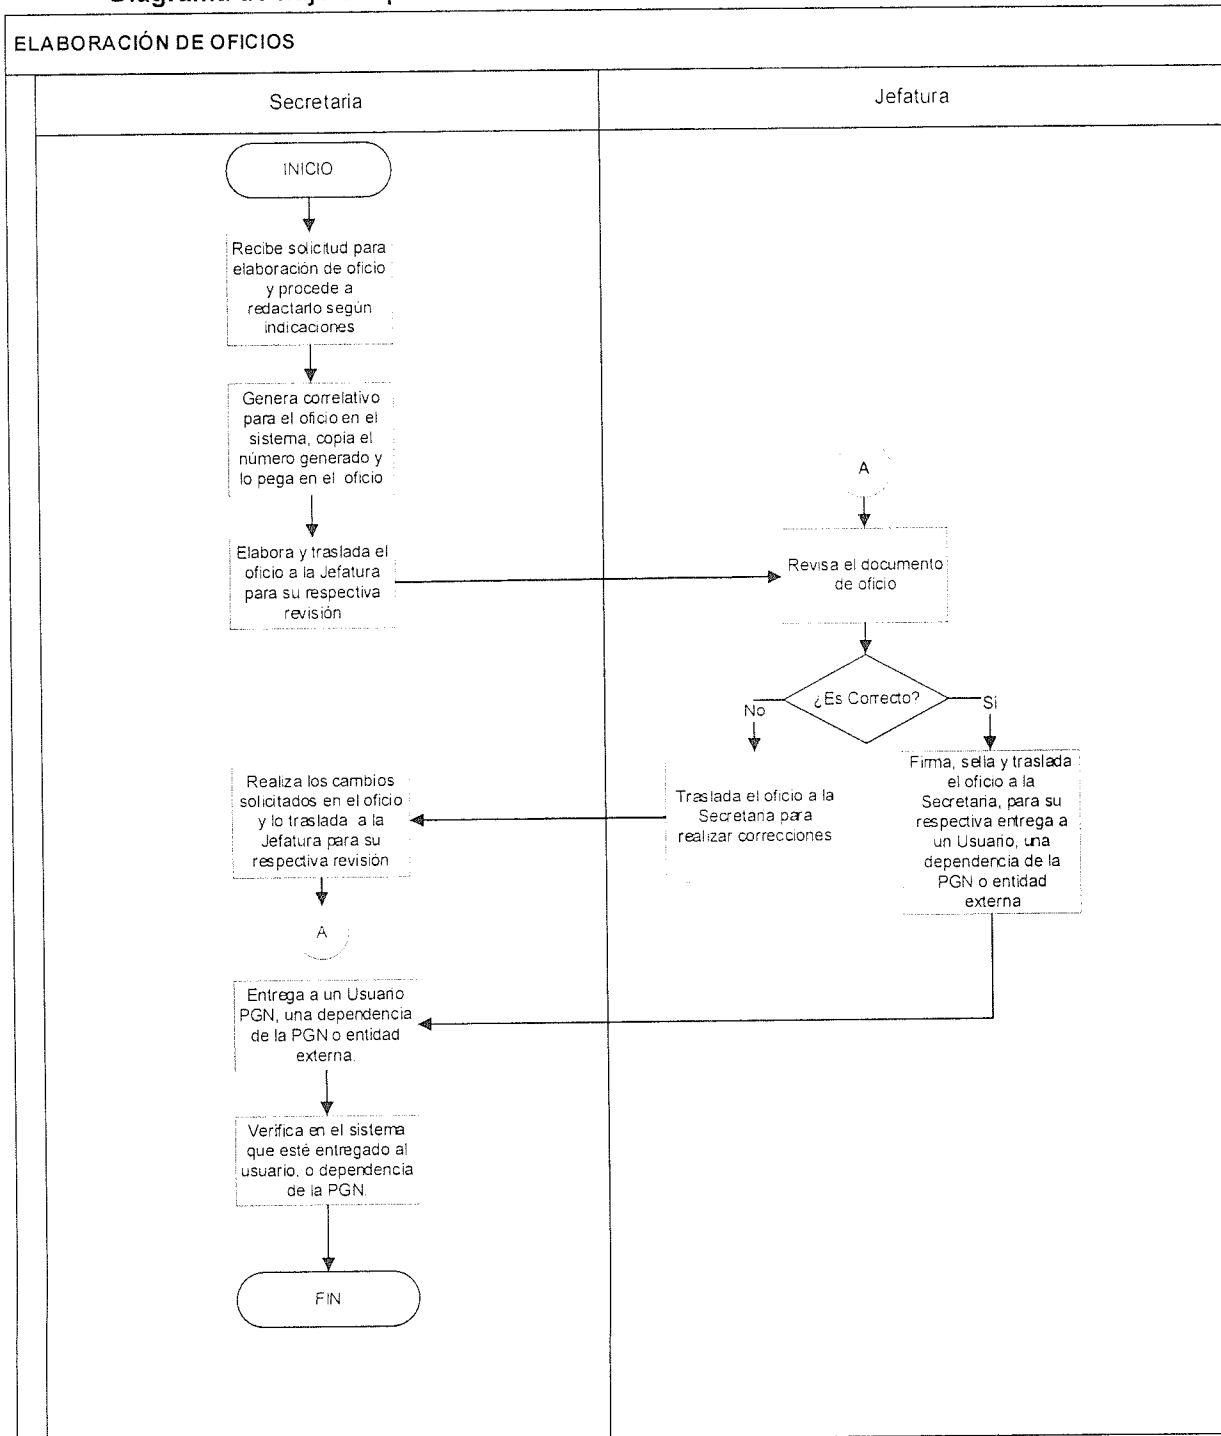 ELABORACIÓN DE OFICIOS
Secretaria
Jefatura
INICIO
Recibe solicitud para
elaboración de oficio
y procede a
redactarlo según
indicaciones
Genera correlativo
para el oficio en el
sistema, copia el
número generado y
lo pega en el oficio
Elabora y traslada el
oficio a la Jefatura
para su respectiva
revisión
A
Revisa el documento
de oficio
¿Es Correcto?
No
Si
Traslada el oficio a la
Secretaria para
realizar correcciones
Firma, sella y traslada
el oficio a la
Secretaria, para su
respectiva entrega a
un Usuario, una
dependencia de la
PGN o entidad
externa
Realiza los cambios
solicitados en el oficio
y lo traslada a la
Jefatura para su
respectiva revisión
A
Entrega a un Usuario
PGN, una dependencia
de la PGN o entidad
externa.
Verifica en el sistema
que esté entregado al
usuario, o dependencia
de la PGN.
FIN